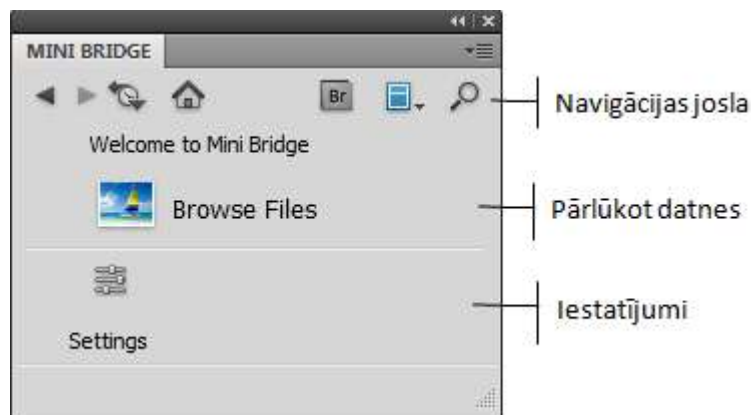 MINI BRIDGE
Br
Navigācijas josla
Welcome to Mini Bridge
Browse Files
Pārlūkot datnes
Iestatījumi
Settings